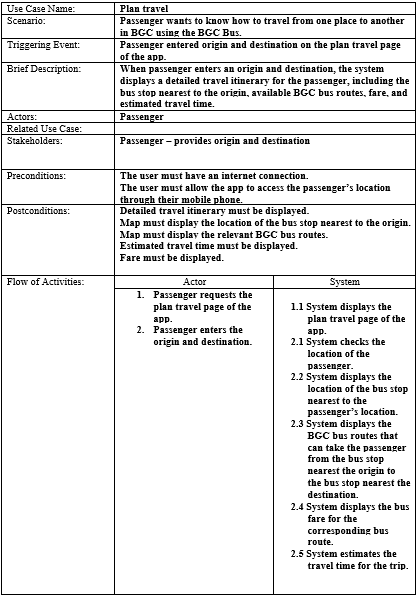 Use Case Name: Plan travel
Scenario: Passenger wants to know how to travel from one place to another
in BGC using the BGC Bus.
Triggering Event: Passenger entered origin and destination on the plan travel page
of the app.
Brief Description: When passenger enters an origin and destination, the system
displays a detailed travel itinerary for the passenger, including the
bus stop nearest to the origin, available BGC bus routes, fare, and
estimated travel time.
Actors: Passenger
Related Use Case:
Stakeholders: Passenger – provides origin and destination
Preconditions: The user must have an internet connection.
The user must allow the app to access the passenger's location
through their mobile phone.
Postconditions: Detailed travel itinerary must be displayed.
Map must display the location of the bus stop nearest to the origin.
Map must display the relevant BGC bus routes.
Estimated travel time must be displayed.
Fare must be displayed.
Flow of Activities: Actor System
1. Passenger requests the
plan travel page of the
app.
2. Passenger enters the
origin and destination.
1.1 System displays the
plan travel page of the
app.
2.1 System checks the
location of the
passenger.
2.2 System displays the
location of the bus stop
nearest to the
passenger's location.
2.3 System displays the
BGC bus routes that
can take the passenger
from the bus stop
nearest the origin to
the bus stop nearest the
destination.
2.4 System displays the bus
fare for the
corresponding bus
route.
2.5 System estimates the
travel time for the trip.